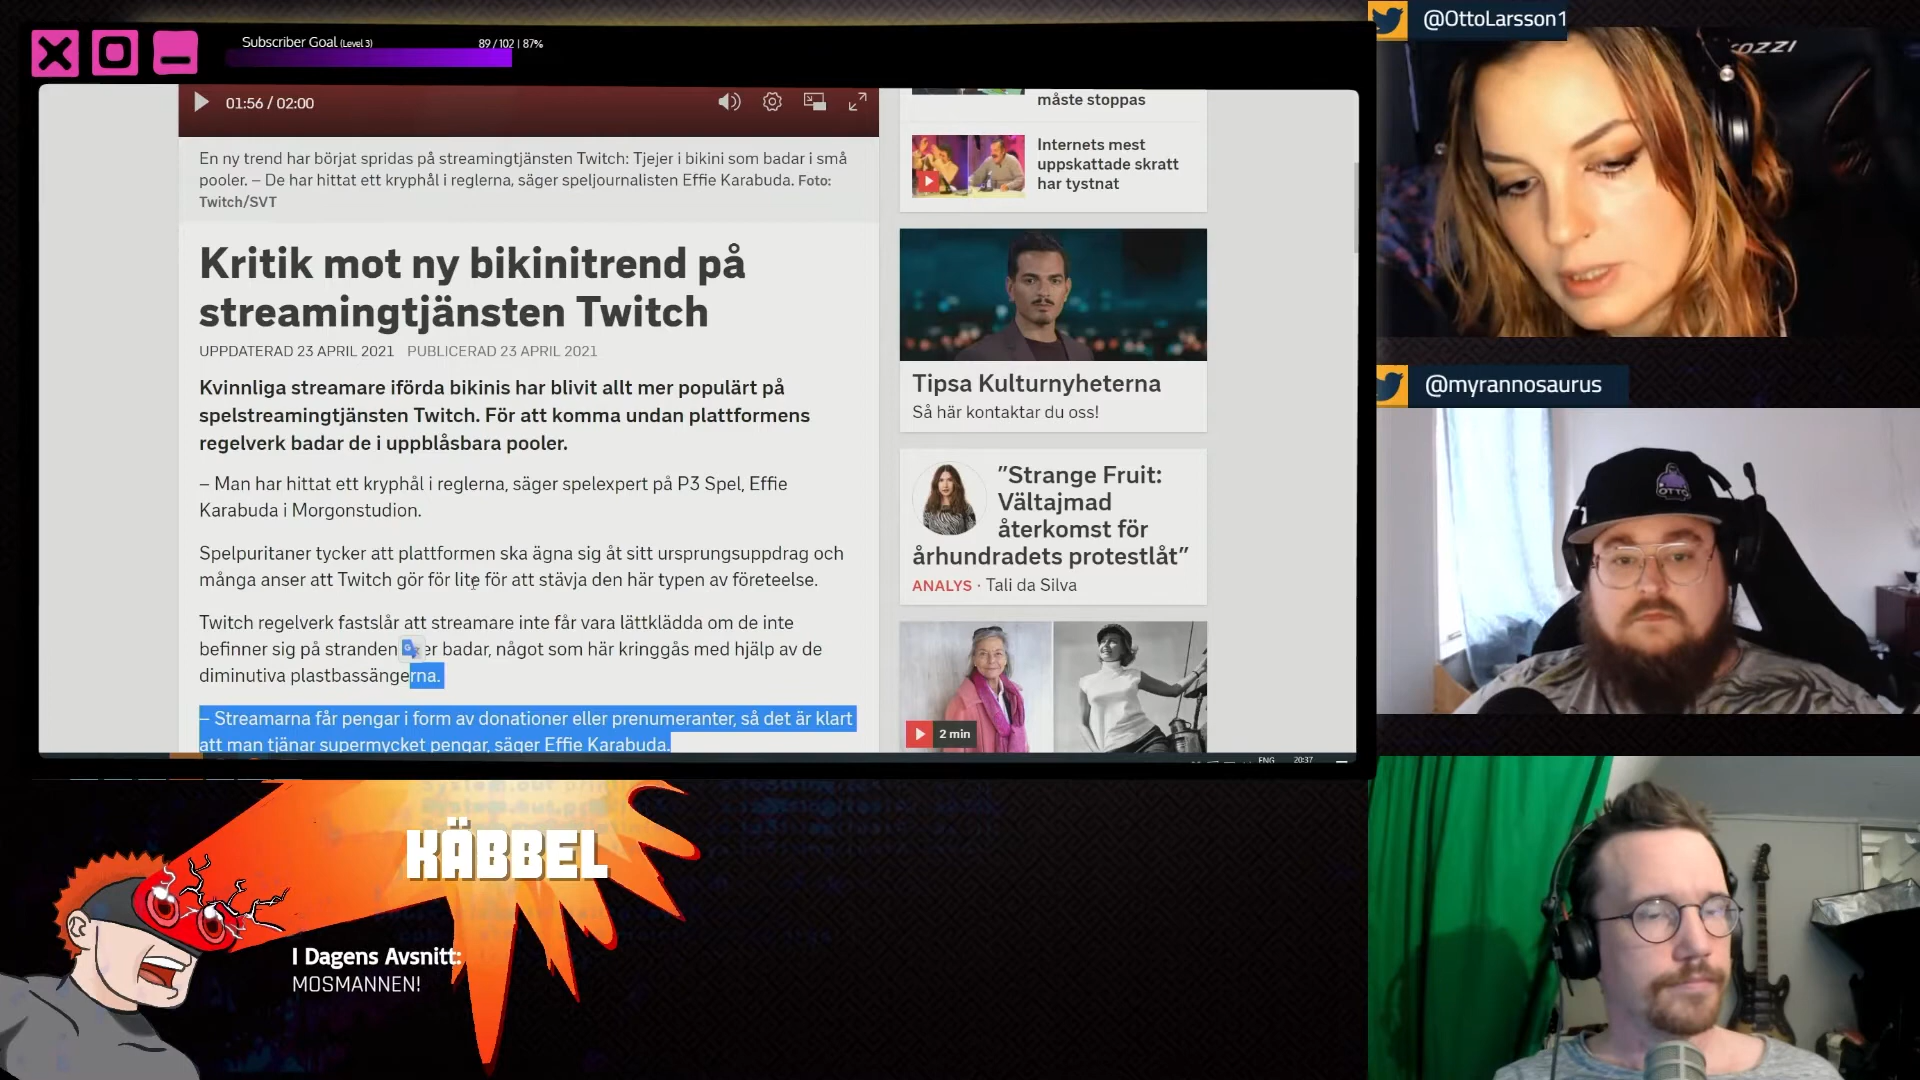 Subscriber Goal (Level 3)
89 / 102 | 87%
@OttoLarsson1
01:56 / 02:00
En ny trend har börjat spridas på streamingtjänsten Twitch: Tjejer i bikini som badar i små
pooler. – De har hittat ett kryphål i reglerna, säger speljournalisten Effie Karabuda. Foto:
Twitch/SVT
Kritik mot ny bikinitrend på
streamingtjänsten Twitch
UPPDATERAD 23 APRIL 2021 PUBLICERAD 23 APRIL 2021
Kvinnliga streamare iförda bikinis har blivit allt mer populärt på
spelstreamingtjänsten Twitch. För att komma undan plattformens
regelverk badar de i uppblåsbara pooler.
– Man har hittat ett kryphål i reglerna, säger spelexpert på P3 Spel, Effie
Karabuda i Morgonstudion.
Spelpuritaner tycker att plattformen ska ägna sig åt sitt ursprungsuppdrag och
många anser att Twitch gör för lite för att stävja den här typen av företeelse.
Twitch regelverk fastslår att streamare inte får vara lättklädda om de inte
befinner sig på stranden er badar, något som här kringgås med hjälp av de
diminutiva plastbassängerna.
– Streamarna får pengar i form av donationer eller prenumeranter, så det är klart
att man tjänar supermycket pengar, säger Effie Karabuda.
måste stoppas
Internets mest
uppskattade skratt
har tystnat
Tipsa Kulturnyheterna
Så här kontaktar du oss!
”Strange Fruit:
Vältajmad
återkomst för
århundradets protestlåt”
ANALYS · Tali da Silva
2 min
ENG
20:37
@myrannosaurus
OTTO
KÄBBEL
I Dagens Avsnitt:
MOSMANNEN!